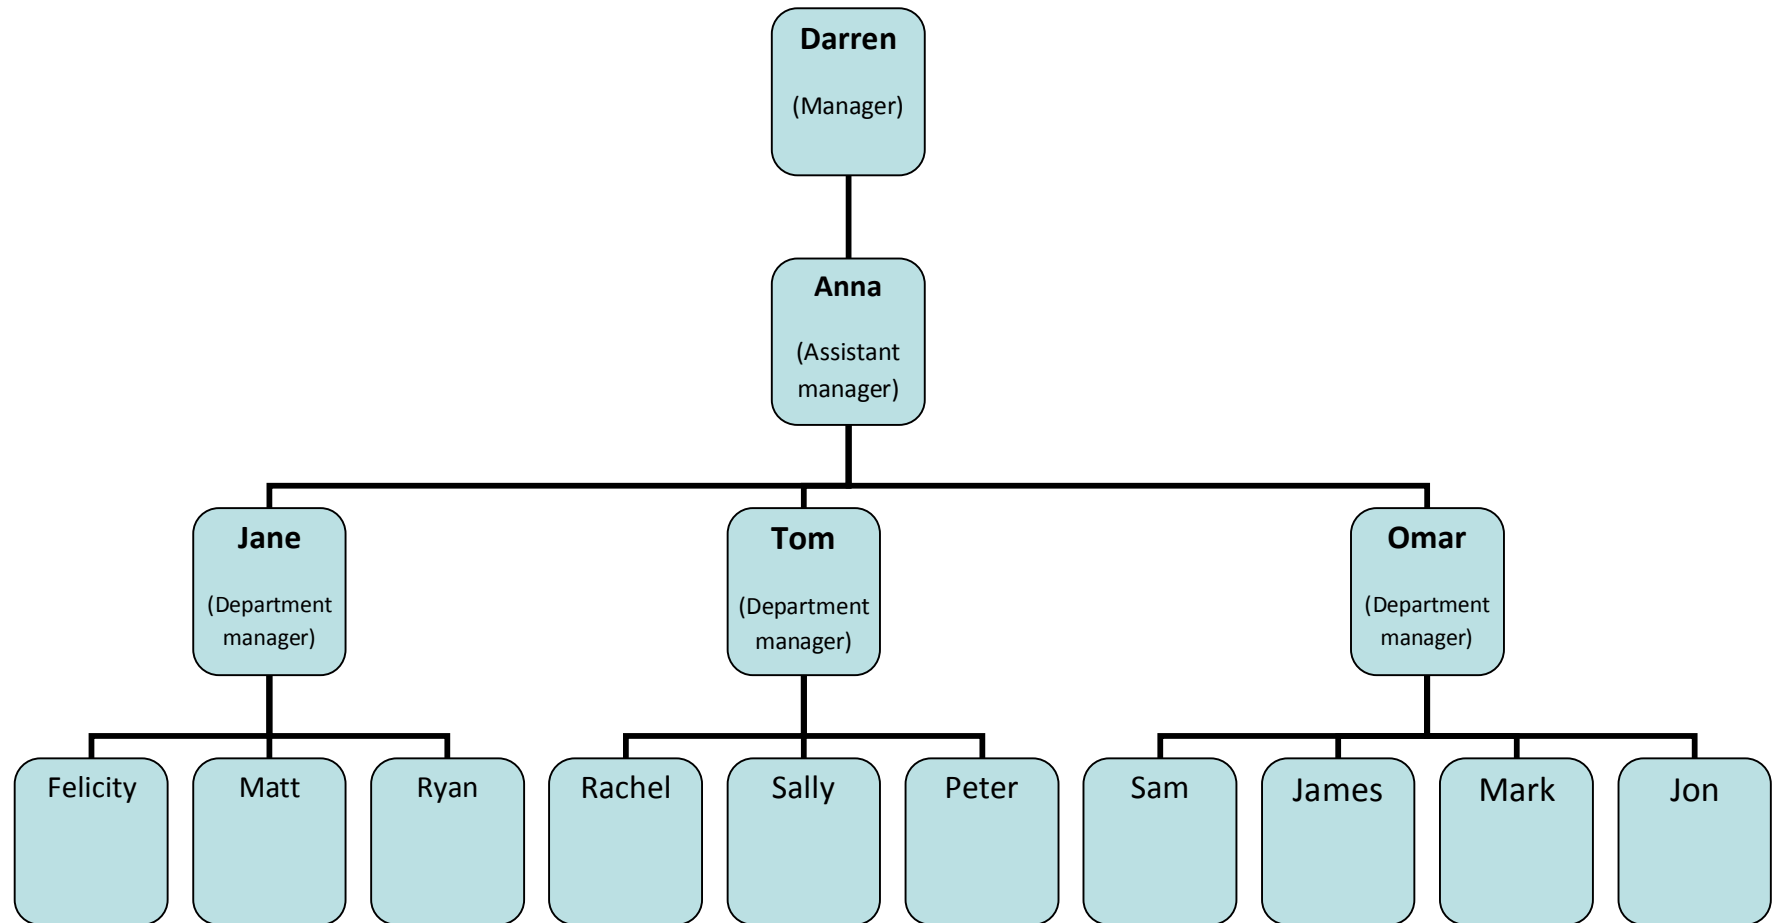 Darren
(Manager)
Anna
(Assistant
manager)
Jane
(Department
manager)
Tom
(Department
manager)
Omar
(Department
manager)
Felicity
Matt
Ryan
Rachel
Sally
Peter
Sam
James
Mark
Jon